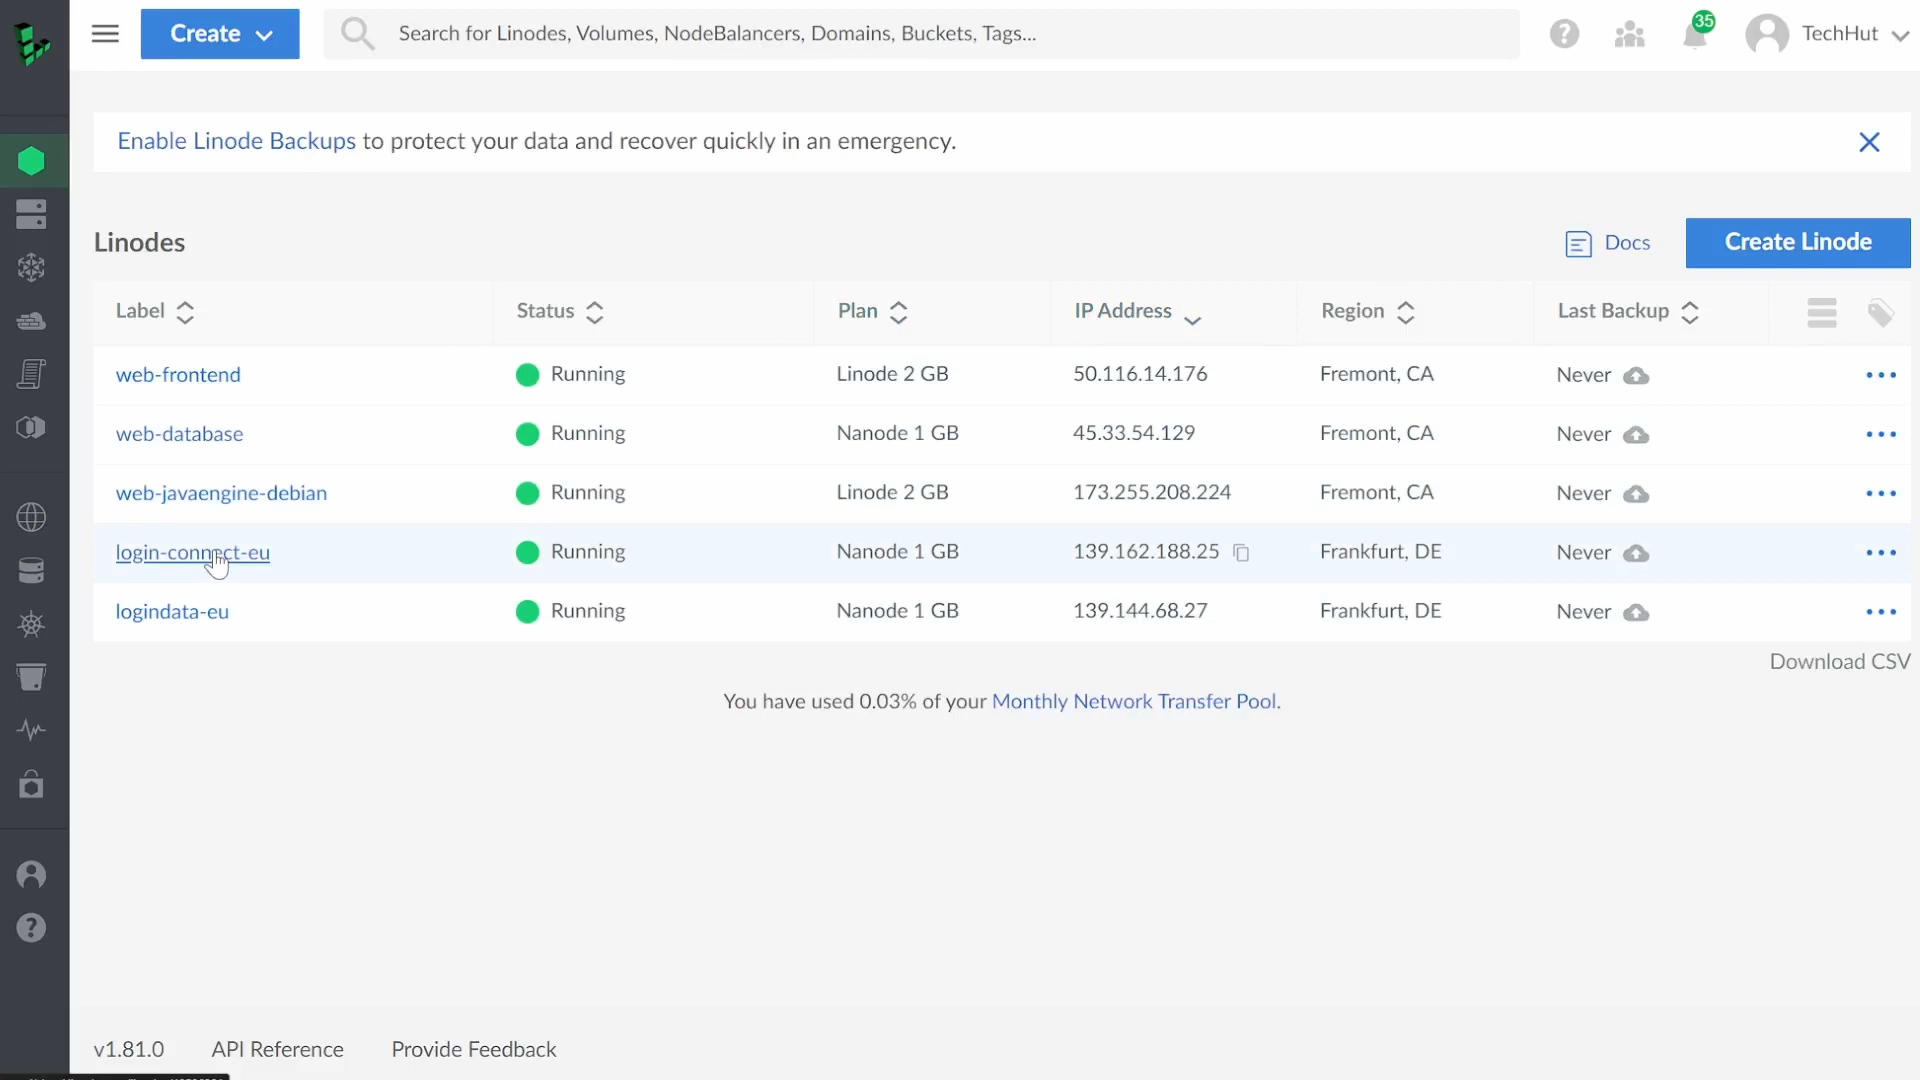 Create
Search for Linodes, Volumes, NodeBalancers, Domains, Buckets, Tags...
35
TechHut
Enable Linode Backups to protect your data and recover quickly in an emergency.
Linodes
Docs
Create Linode
Label Status Plan IP Address Region Last Backup
web-frontend Running Linode 2 GB 50.116.14.176 Fremont, CA Never
web-database Running Nanode 1 GB 45.33.54.129 Fremont, CA Never
web-javaengine-debian Running Linode 2 GB 173.255.208.224 Fremont, CA Never
login-connect-eu Running Nanode 1 GB 139.162.188.25 Frankfurt, DE Never
logindata-eu Running Nanode 1 GB 139.144.68.27 Frankfurt, DE Never
Download CSV
You have used 0.03% of your Monthly Network Transfer Pool.
v1.81.0 API Reference Provide Feedback